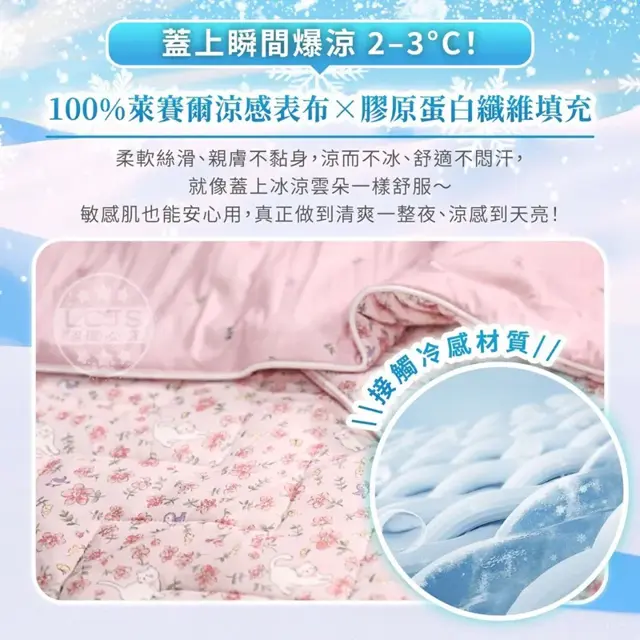 蓋上瞬間爆涼 2–3°C!
100%萊賽爾涼感表布×膠原蛋白纖維填充
柔軟絲滑、親膚不黏身,涼而不冰、舒適不悶汗,
就像蓋上冰涼雲朵一樣舒服～
敏感肌也能安心用,真正做到清爽一整夜、涼感到天亮!
\\接觸冷感材質//